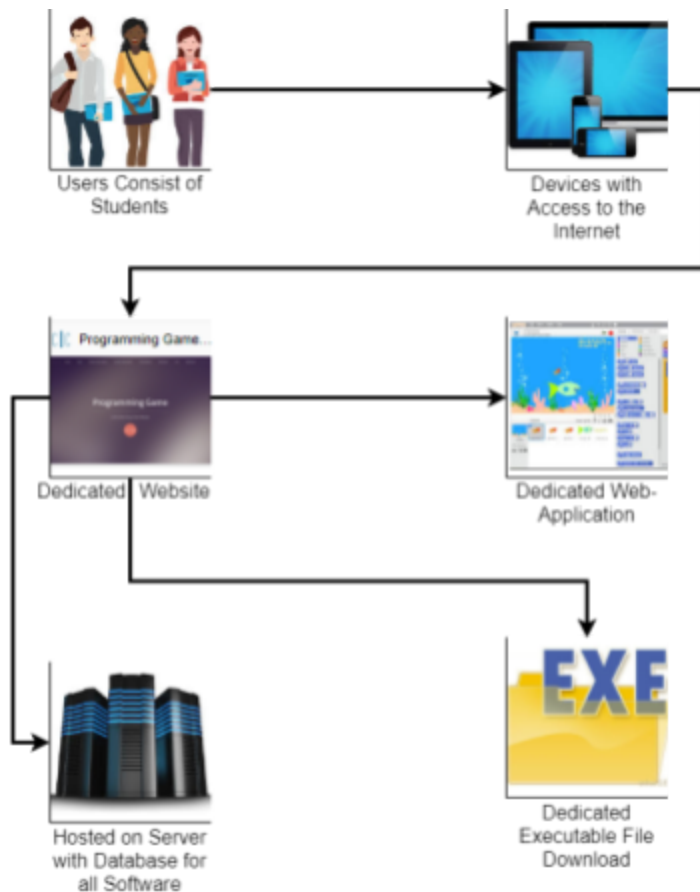 Users Consist of
Students
Devices with
Access to the
Internet
Programming Game...
Programming Game
Dedicated Website
Dedicated Web-
Application
EXE
Hosted on Server
with Database for
all Software
Dedicated
Executable File
Download